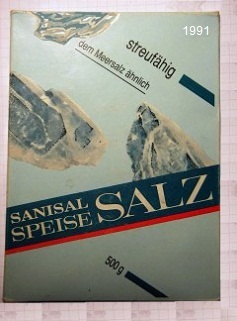 1991
streufähig
dem Meersalz ähnlich
SANISAL
SPEISE SALZ
500 g